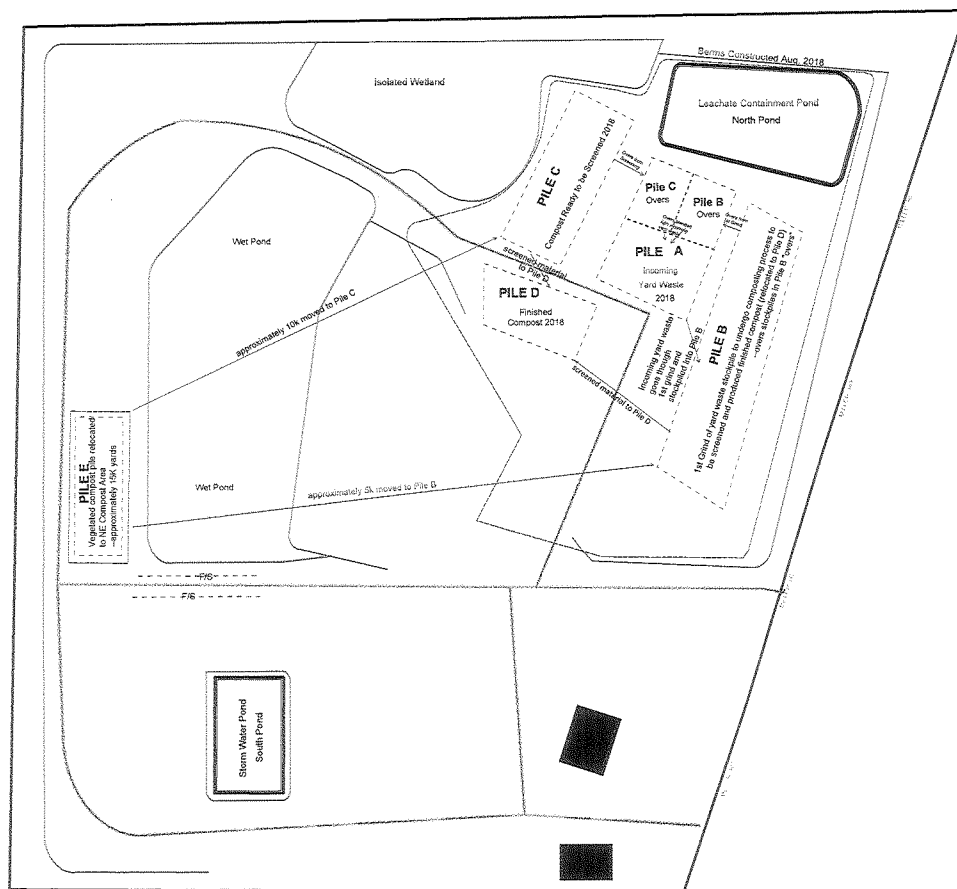 Berms Constructed Aug. 2018
Isolated Wetland
Leachate Containment Pond
North Pond
PILE C
Compost Ready to be Screened 2018
Overs from
Pile C
Overs
Pile B
Overs
Overs from
PILE A
Incoming
Yard Waste
2018
Wet Pond
screened material
to Pile D
PILE D
Finished
Compost 2018
approximately 10k moved to Pile C
Incoming yard waste
goes though
1st grind and
stockpiled into Pile B
PILE B
1st Grind of yard waste stockpile to undergo composting process to
be screened and produced finished compost (relocated to Pile D)
-overs stockpiles in Pile B "overs"
screened material to Pile D
PILE E
Vegetated compost pile relocated
to NE Compost Area
--approximately 15K yards
Wet Pond
approximately 5k moved to Pile B
F/S
F/S
Storm Water Pond
South Pond